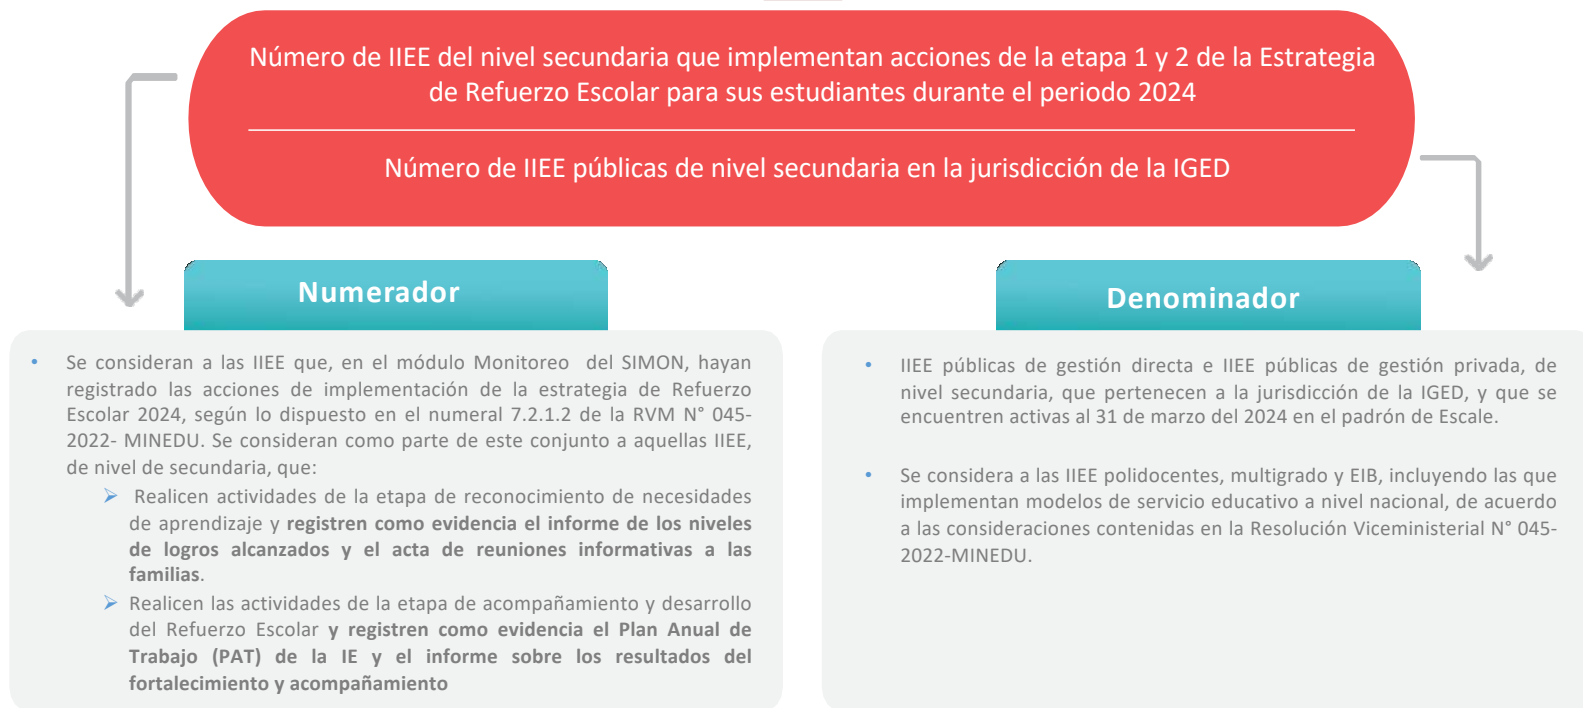 Número de IIEE del nivel secundaria que implementan acciones de la etapa 1 y 2 de la Estrategia
de Refuerzo Escolar para sus estudiantes durante el periodo 2024
Número de IIEE públicas de nivel secundaria en la jurisdicción de la IGED
Numerador
• Se consideran a las IIEE que, en el módulo Monitoreo del SIMON, hayan
registrado las acciones de implementación de la estrategia de Refuerzo
Escolar 2024, según lo dispuesto en el numeral 7.2.1.2 de la RVM N° 045-
2022- MINEDU. Se consideran como parte de este conjunto a aquellas IIEE,
de nivel de secundaria, que:
➢ Realicen actividades de la etapa de reconocimiento de necesidades
de aprendizaje y registren como evidencia el informe de los niveles
de logros alcanzados y el acta de reuniones informativas a las
familias.
➢ Realicen las actividades de la etapa de acompañamiento y desarrollo
del Refuerzo Escolar y registren como evidencia el Plan Anual de
Trabajo (PAT) de la IE y el informe sobre los resultados del
fortalecimiento y acompañamiento
Denominador
• IIEE públicas de gestión directa e IIEE públicas de gestión privada, de
nivel secundaria, que pertenecen a la jurisdicción de la IGED, y que se
encuentren activas al 31 de marzo del 2024 en el padrón de Escale.
• Se considera a las IIEE polidocentes, multigrado y EIB, incluyendo las que
implementan modelos de servicio educativo a nivel nacional, de acuerdo
a las consideraciones contenidas en la Resolución Viceministerial N° 045-
2022-MINEDU.